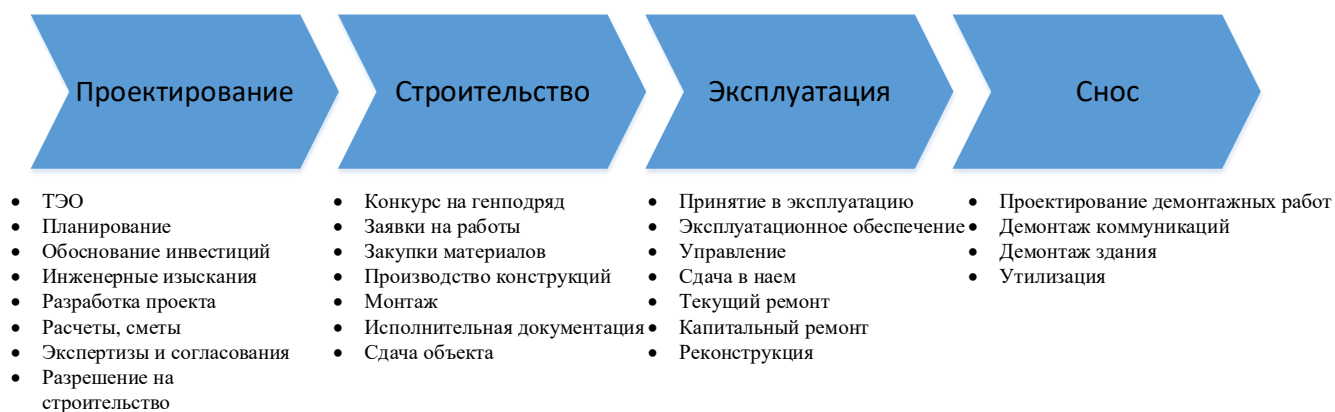 Проектирование
Строительство
Эксплуатация
Снос
• ТЭО
• Планирование
• Обоснование инвестиций
• Инженерные изыскания
• Разработка проекта
• Расчеты, сметы
• Экспертизы и согласования
• Разрешение на
строительство
• Конкурс на генподряд
• Заявки на работы
• Закупки материалов
• Производство конструкций
• Монтаж
• Исполнительная документация
• Сдача объекта
• Принятие в эксплуатацию
• Эксплуатационное обеспечение
• Управление
• Сдача в наем
• Текущий ремонт
• Капитальный ремонт
• Реконструкция
• Проектирование демонтажных работ
• Демонтаж коммуникаций
• Демонтаж здания
• Утилизация